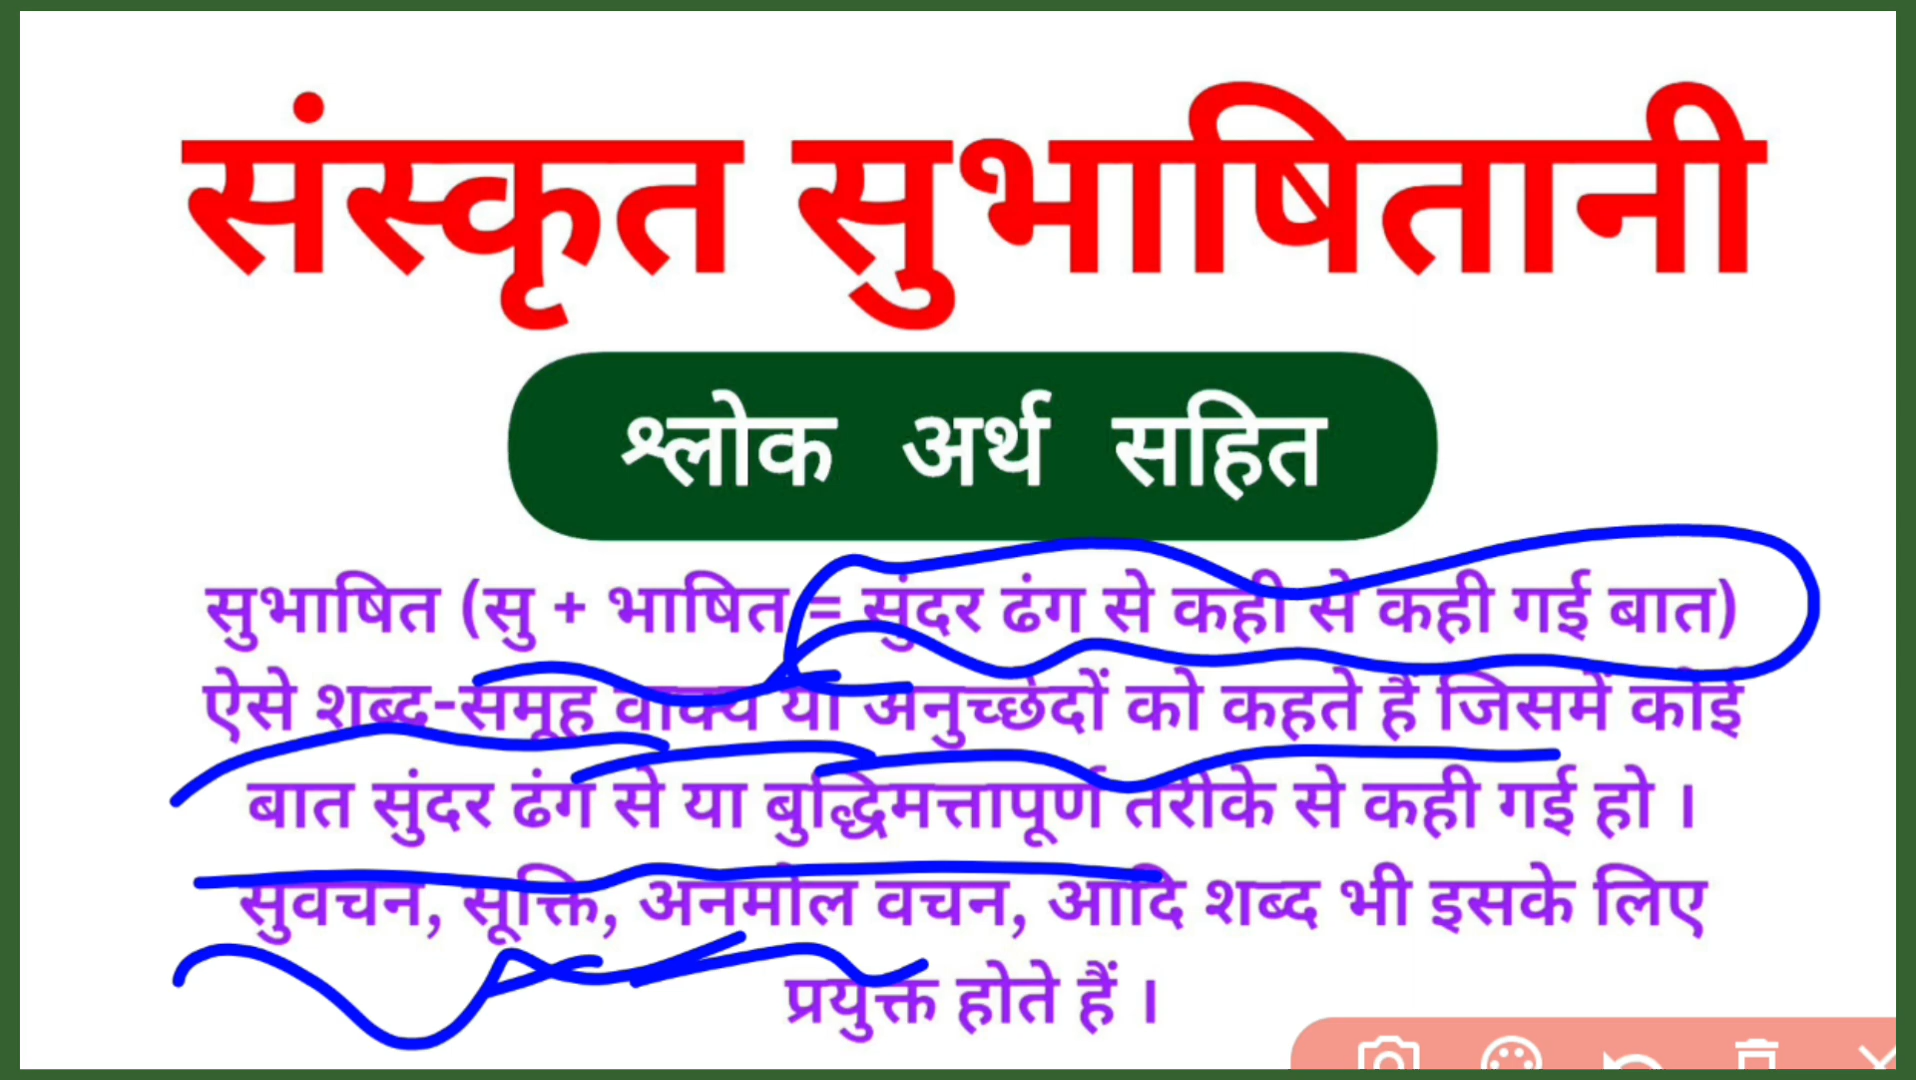 संस्कृत सुभाषितानी
श्लोक अर्थ सहित
सुभाषित (सु + भाषित = सुंदर ढंग से कही से कही गई बात)
ऐसे शब्द-समूह वाक्य या अनुच्छेदों को कहते हैं जिसमें कोई
बात सुंदर ढंग से या बुद्धिमत्तापूर्ण तरीके से कही गई हो ।
सुवचन, सूक्ति, अनमोल वचन, आदि शब्द भी इसके लिए
प्रयुक्त होते हैं ।